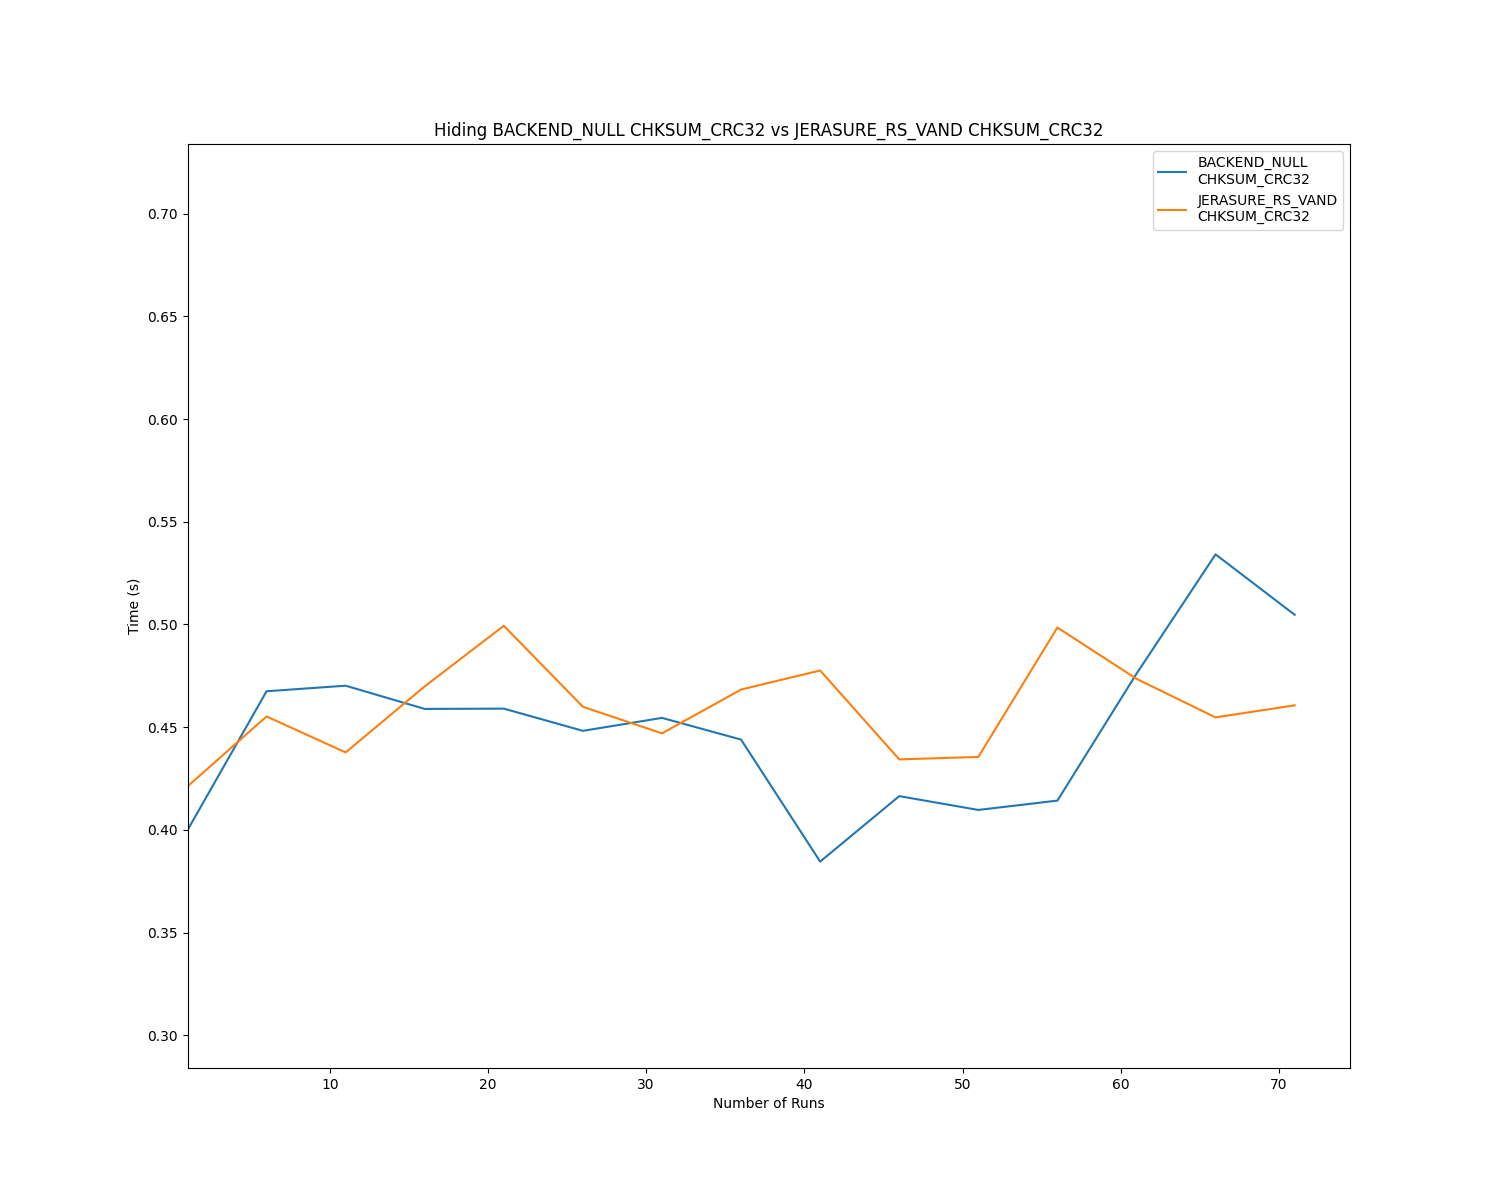 Hiding BACKEND_NULL CHKSUM_CRC32 vs JERASURE_RS_VAND CHKSUM_CRC32
BACKEND_NULL
CHKSUM_CRC32
JERASURE_RS_VAND
CHKSUM_CRC32
0.70
0.65
0.60
0.55
0.50
0.45
0.40
0.35
0.30
Time (s)
10 20 30 40 50 60 70
Number of Runs